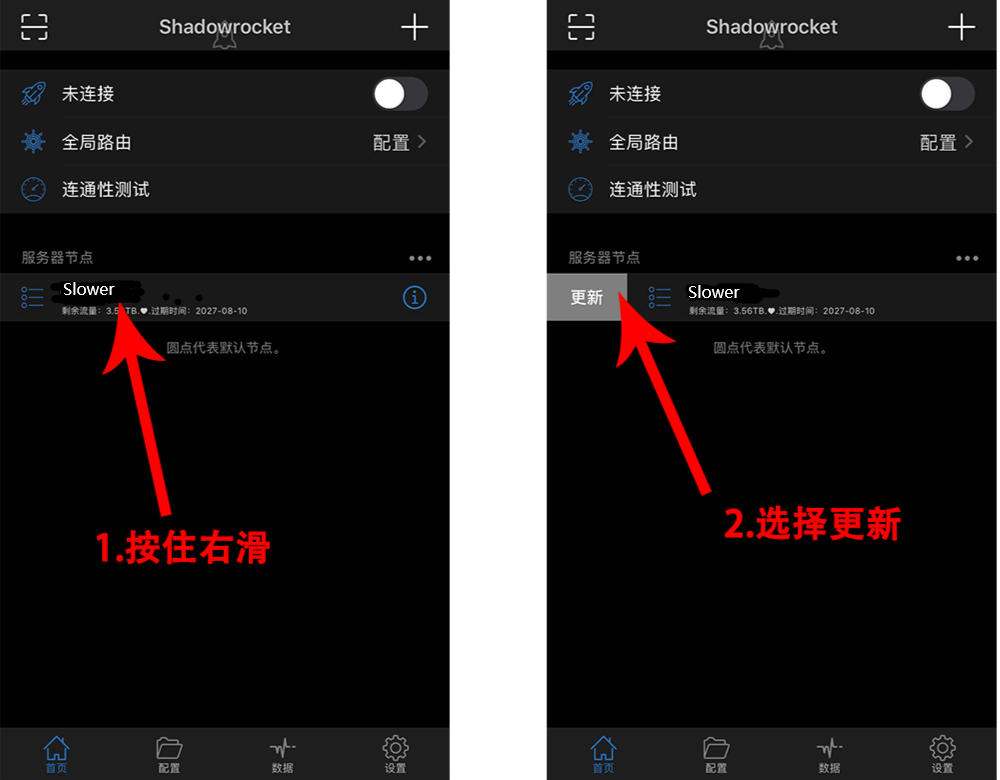 Shadowrocket
未连接
全局路由
配置
连通性测试
服务器节点
Slower
剩余流量：3.56TB.♥.过期时间：2027-08-10
圆点代表默认节点。
1.按住右滑
首页
配置
数据
设置
Shadowrocket
未连接
全局路由
配置
连通性测试
服务器节点
更新
Slower
剩余流量：3.56TB.♥.过期时间：2027-08-10
圆点代表默认节点。
2.选择更新
首页
配置
数据
设置